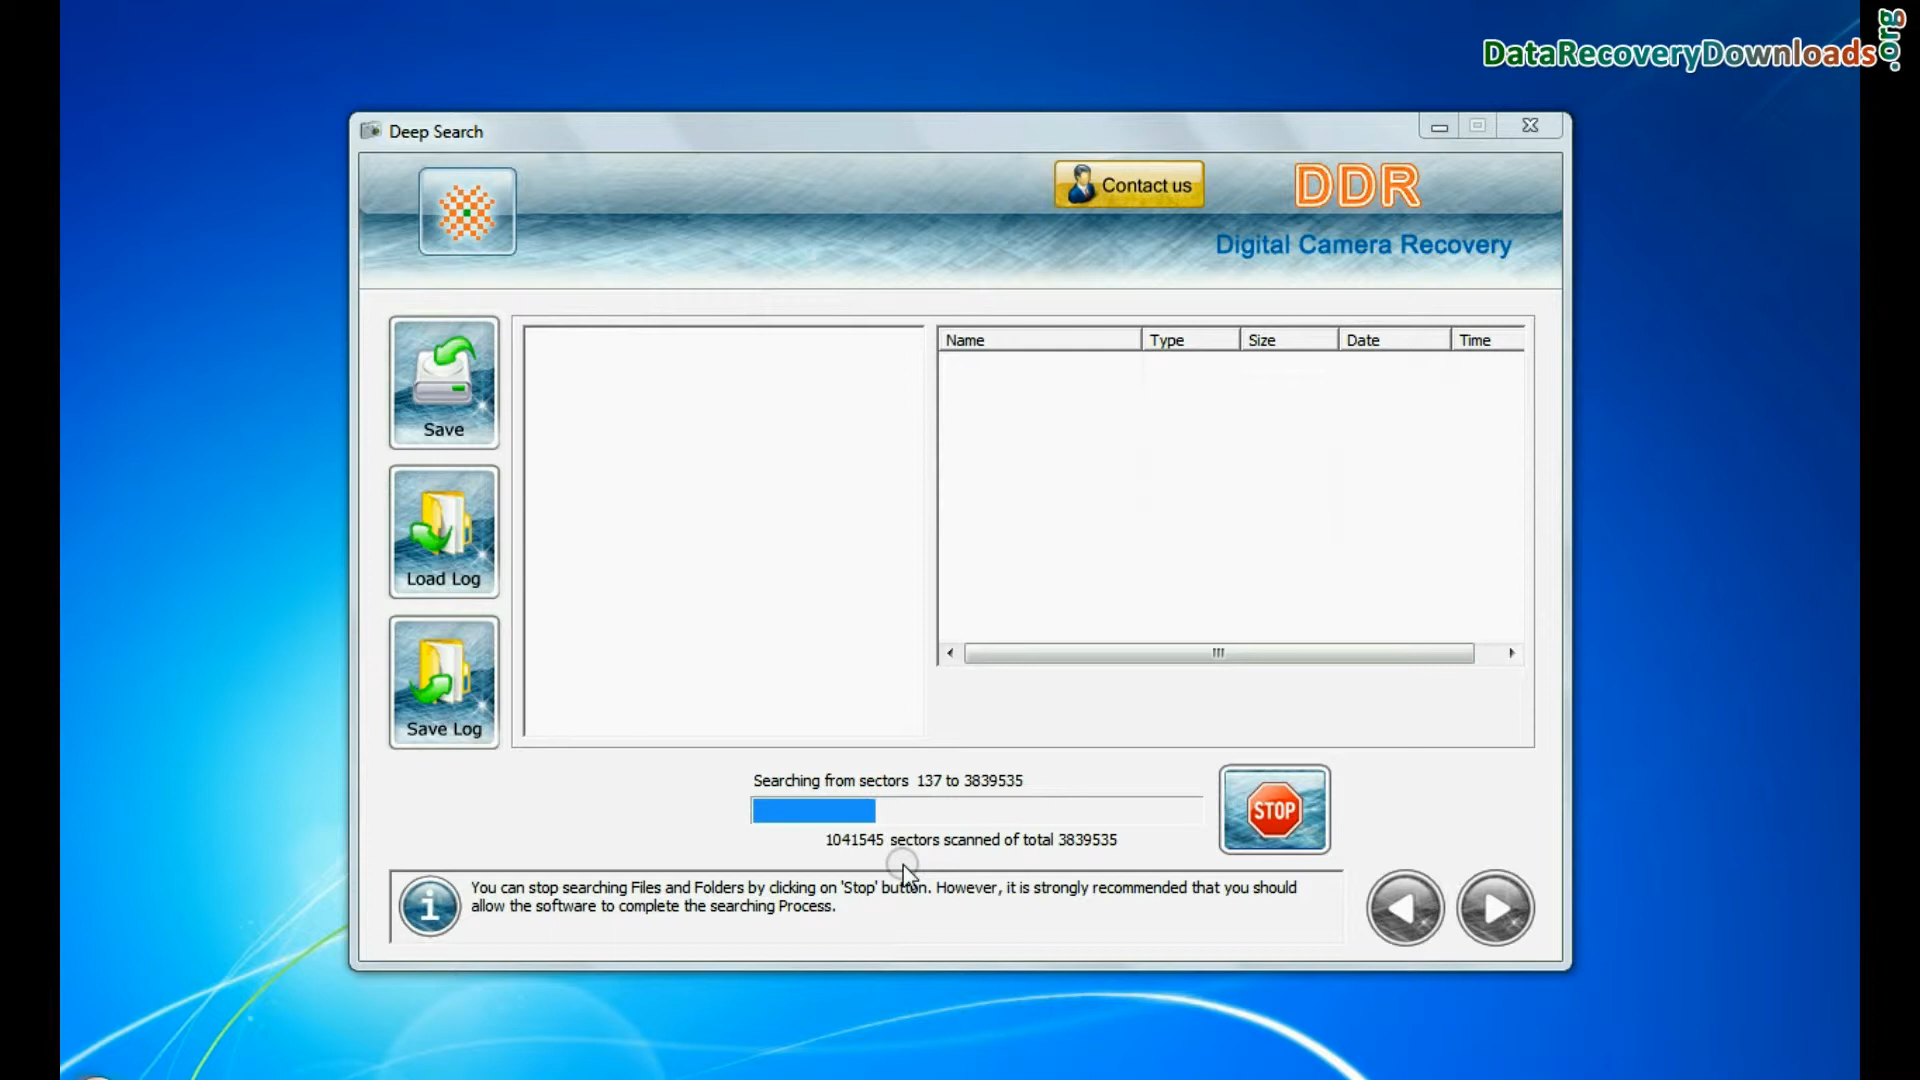 DataRecoveryDownloads.org
Deep Search
Contact us
DDR
Digital Camera Recovery
Save
Load Log
Save Log
Name Type Size Date Time
Searching from sectors 137 to 3839535
1041545 sectors scanned of total 3839535
STOP
You can stop searching Files and Folders by clicking on 'Stop' button. However, it is strongly recommended that you should
allow the software to complete the searching Process.